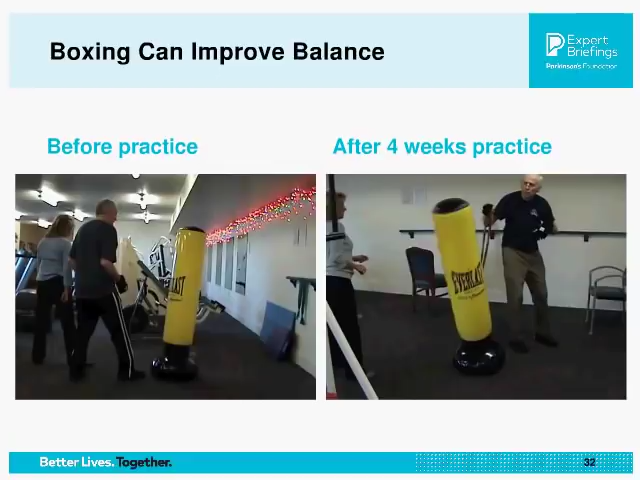 Boxing Can Improve Balance
Expert
Briefings
Parkinson's Foundation
Before practice
After 4 weeks practice
EVERLAST
EVERLAST
Better Lives. Together.
32